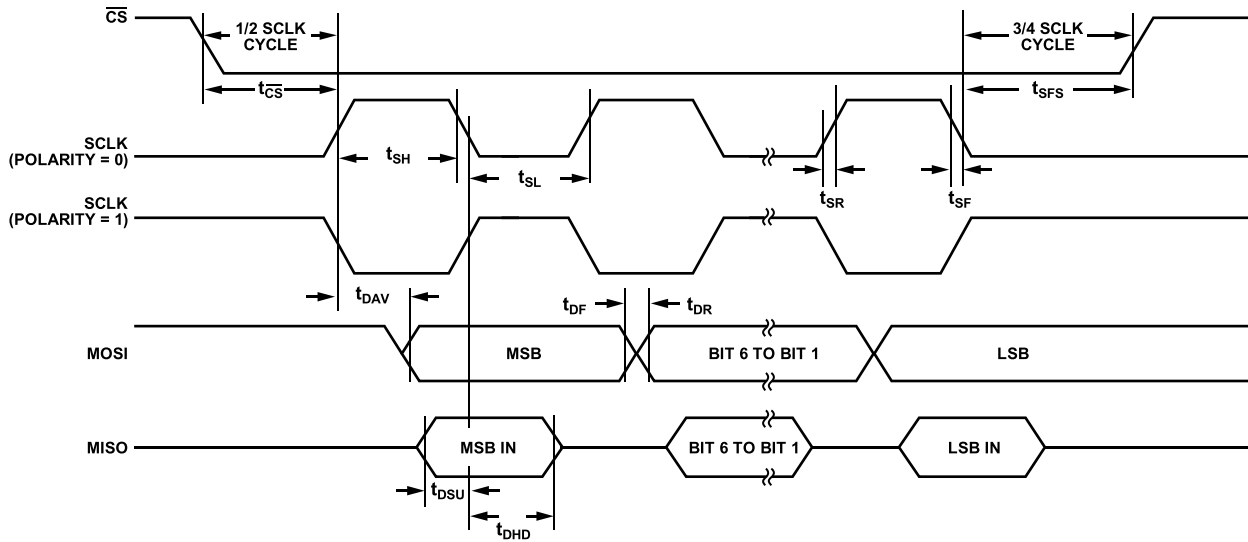 CS
1/2 SCLK
CYCLE
3/4 SCLK
CYCLE
tCS
tSFS
SCLK
(POLARITY = 0)
tSH
tSL
tSR
tSF
SCLK
(POLARITY = 1)
tDAV
tDF
tDR
MOSI
MSB
BIT 6 TO BIT 1
LSB
MISO
MSB IN
BIT 6 TO BIT 1
LSB IN
tDSU
tDHD